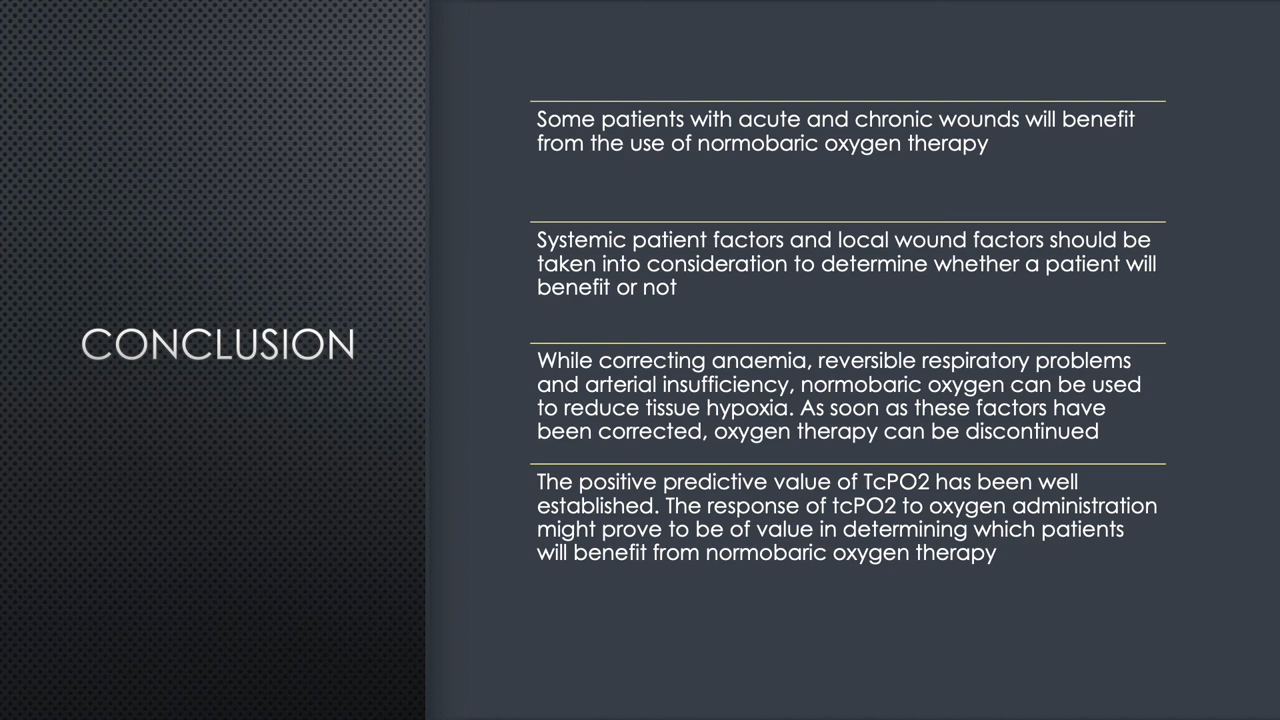 CONCLUSION
Some patients with acute and chronic wounds will benefit
from the use of normobaric oxygen therapy
Systemic patient factors and local wound factors should be
taken into consideration to determine whether a patient will
benefit or not
While correcting anaemia, reversible respiratory problems
and arterial insufficiency, normobaric oxygen can be used
to reduce tissue hypoxia. As soon as these factors have
been corrected, oxygen therapy can be discontinued
The positive predictive value of TcPO2 has been well
established. The response of tcPO2 to oxygen administration
might prove to be of value in determining which patients
will benefit from normobaric oxygen therapy